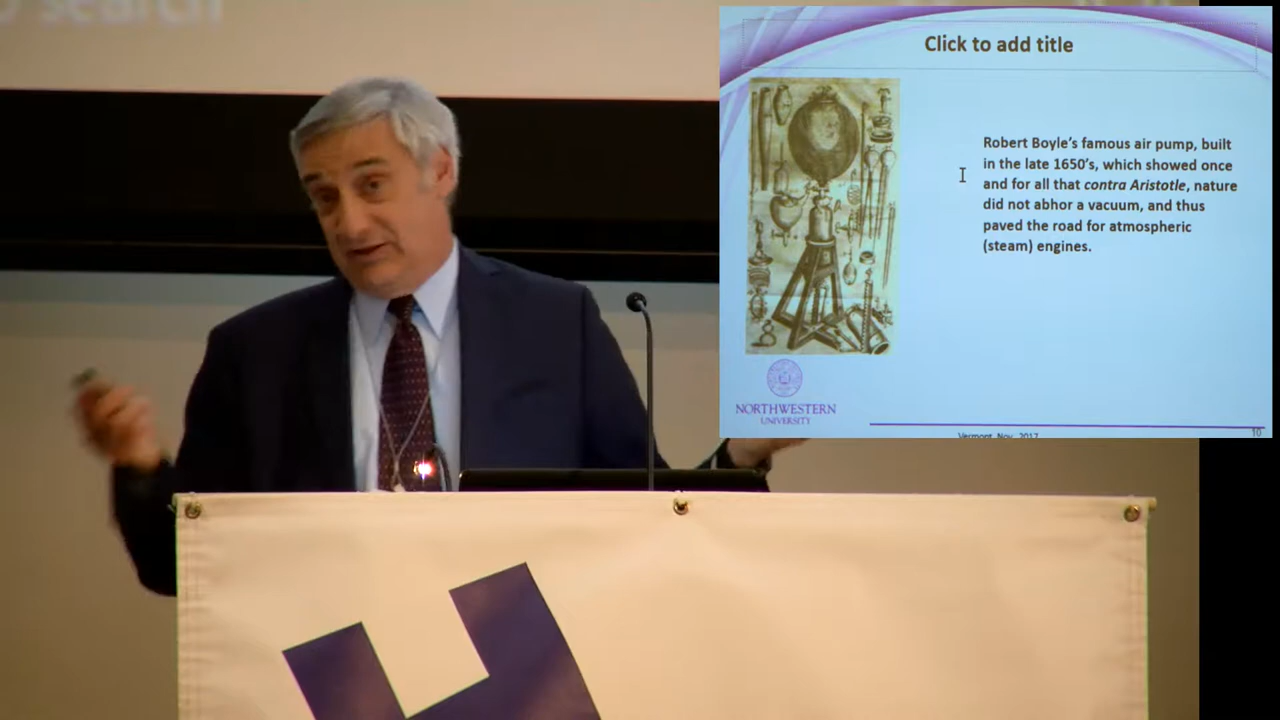 search
Click to add title
Robert Boyle's famous air pump, built
in the late 1650's, which showed once
and for all that contra Aristotle, nature
did not abhor a vacuum, and thus
paved the road for atmospheric
(steam) engines.
NORTHWESTERN
UNIVERSITY
Vermont, Nov. 2017
10